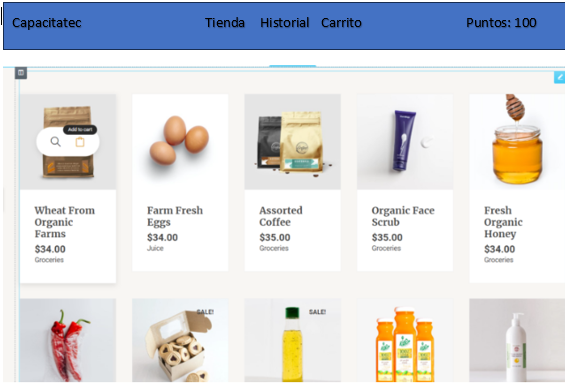 Capacitatec Tienda Historial Carrito Puntos: 100
Add to cart
Wheat From
Organic
Farms
$34.00
Groceries
Farm Fresh
Eggs
$34.00
Juice
Assorted
Coffee
$35.00
Groceries
Organic Face
Scrub
$35.00
Groceries
Fresh
Organic
Honey
$34.00
Groceries
SALE!
SALE!